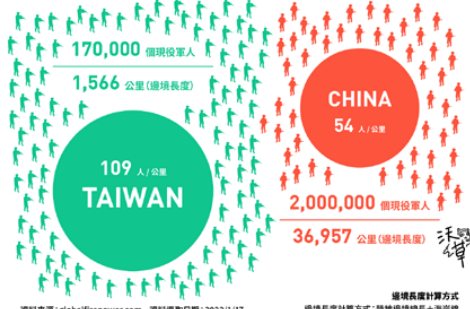 170,000 個現役軍人
1,566 公里(邊境長度)
109 人/公里
TAIWAN
CHINA
54 人/公里
2,000,000 個現役軍人
36,957 公里(邊境長度)
邊境長度計算方式